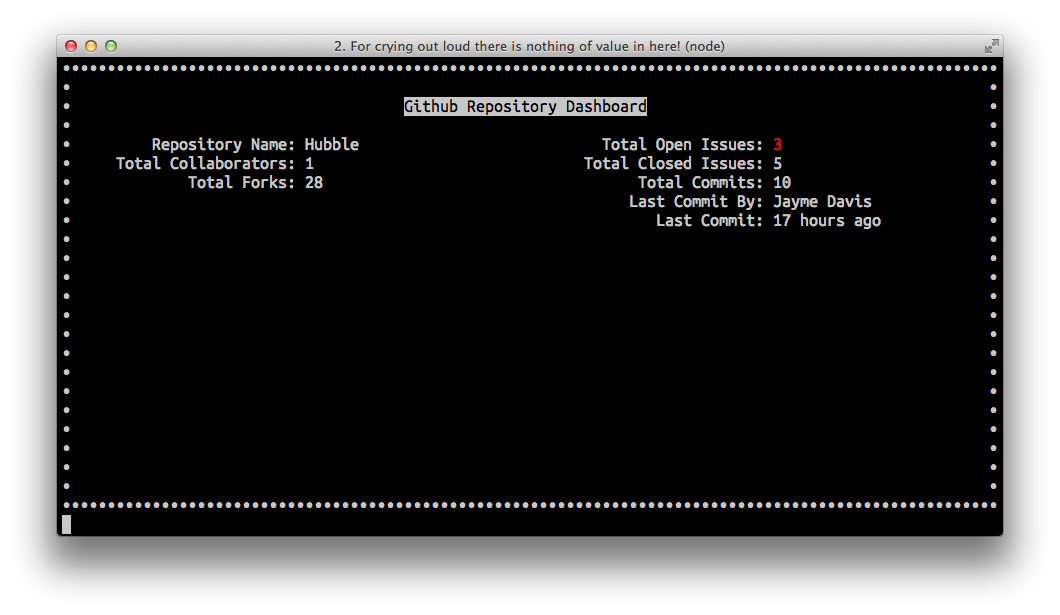 2. For crying out loud there is nothing of value in here! (node)
Github Repository Dashboard
Repository Name: Hubble
Total Collaborators: 1
Total Forks: 28
Total Open Issues: 3
Total Closed Issues: 5
Total Commits: 10
Last Commit By: Jayme Davis
Last Commit: 17 hours ago